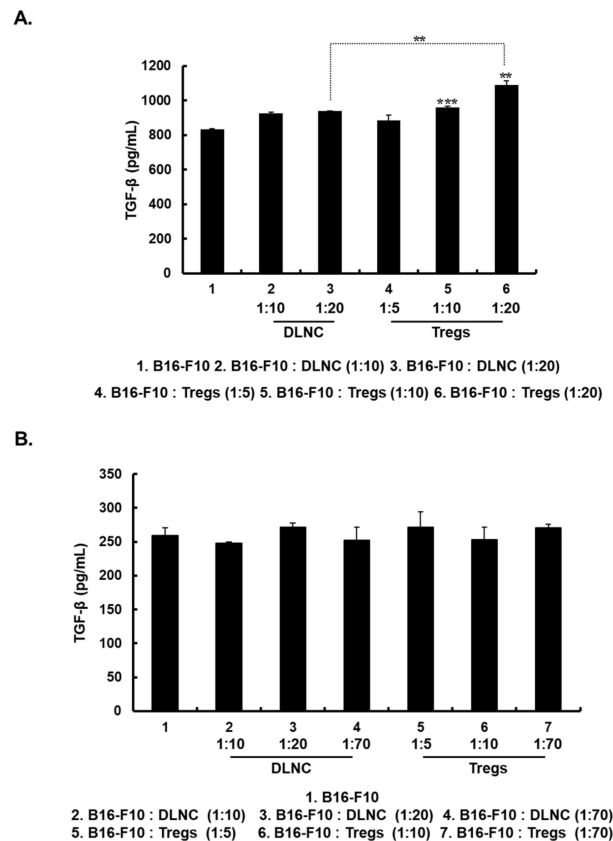 A.
**
1200
1000
800
600
400
200
0
TGF-β (pg/mL)
***
**
1 2 3 4 5 6
1:10 1:20 1:5 1:10 1:20
DLNC Tregs
1. B16-F10 2. B16-F10 : DLNC (1:10) 3. B16-F10 : DLNC (1:20)
4. B16-F10 : Tregs (1:5) 5. B16-F10 : Tregs (1:10) 6. B16-F10 : Tregs (1:20)
B.
350
300
250
200
150
100
50
0
TGF-β (pg/mL)
1 2 3 4 5 6 7
1:10 1:20 1:70 1:5 1:10 1:70
DLNC Tregs
1. B16-F10
2. B16-F10 : DLNC (1:10) 3. B16-F10 : DLNC (1:20) 4. B16-F10 : DLNC (1:70)
5. B16-F10 : Tregs (1:5) 6. B16-F10 : Tregs (1:10) 7. B16-F10 : Tregs (1:70)